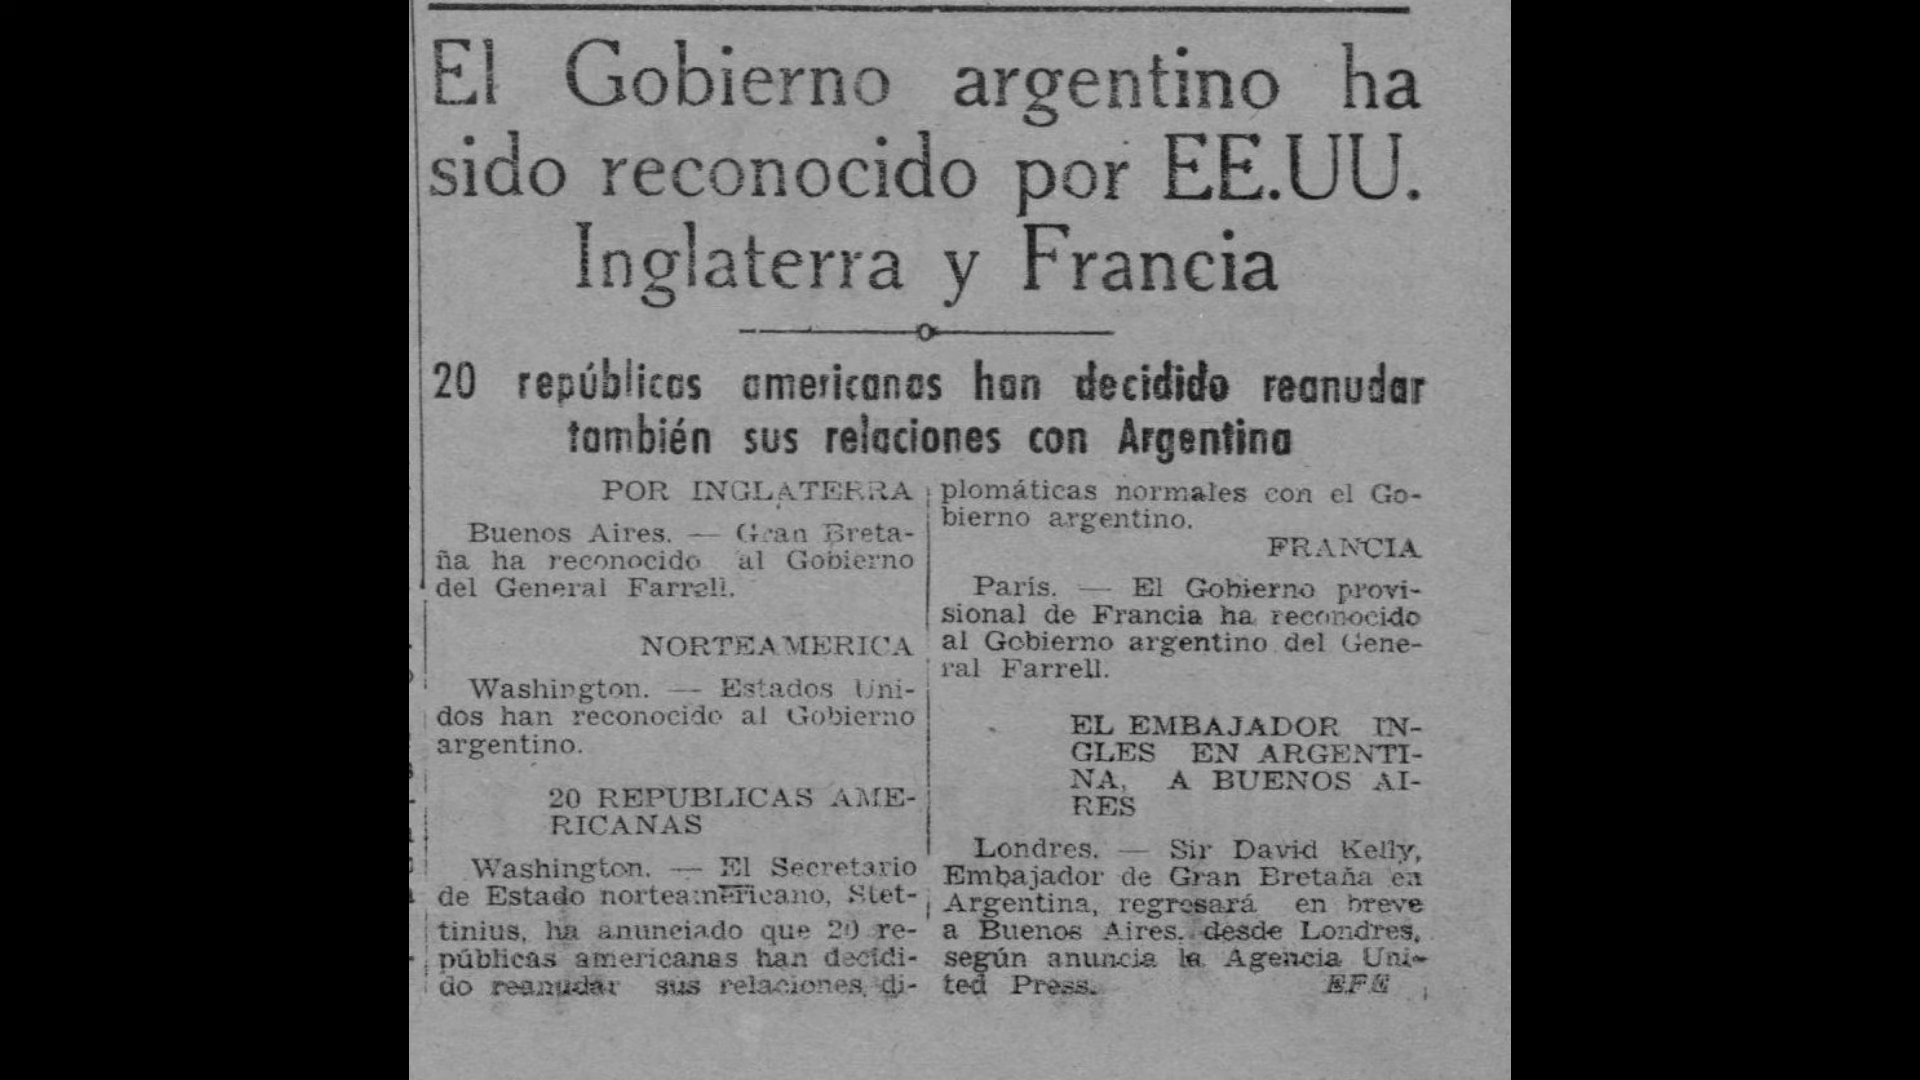 El Gobierno argentino ha
sido reconocido por EE.UU.
Inglaterra y Francia
20 repúblicas americanas han decidido reanudar
también sus relaciones con Argentina
POR INGLATERRA
Buenos Aires. — Gran Breta-
ña ha reconocido al Gobierno
del General Farrell.
NORTEAMERICA
Washington. — Estados Uni-
dos han reconocido al Gobierno
argentino.
20 REPUBLICAS AME-
RICANAS
Washington. — El Secretario
de Estado norteamericano, Stet-
tinius, ha anunciado que 20 re-
públicas americanas han decidi-
do reanudar sus relaciones di-
plomáticas normales con el Go-
bierno argentino.
FRANCIA
París. — El Gobierno provi-
sional de Francia ha reconocido
al Gobierno argentino del Gene-
ral Farrell.
EL EMBAJADOR IN-
GLES EN ARGENTI-
NA, A BUENOS AI-
RES
Londres. — Sir David Kelly,
Embajador de Gran Bretaña en
Argentina, regresará en breve
a Buenos Aires, desde Londres,
según anuncia la Agencia Uni-
ted Press. EFE